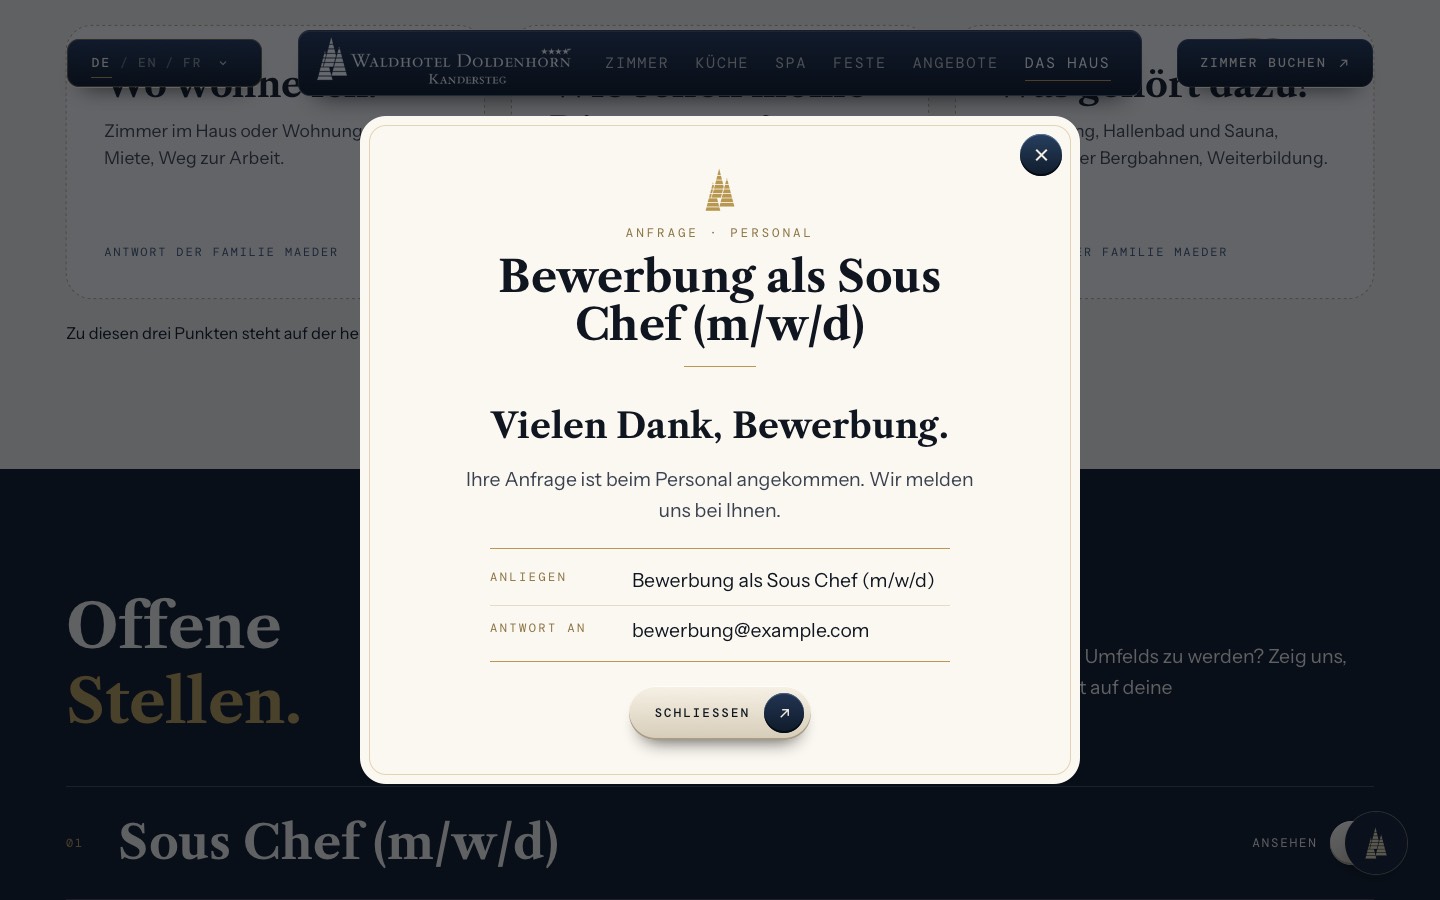 DE / EN / FR
WALDHOTEL DOLDENHORN
KANDERSTEG
ZIMMER
KÜCHE
SPA
FESTE
ANGEBOTE
DAS HAUS
ZIMMER BUCHEN
Zimmer im Haus oder Wohnung
Miete, Weg zur Arbeit.
ANTWORT DER FAMILIE MAEDER
Hallenbad und Sauna,
Bergbahnen, Weiterbildung.
FAMILIE MAEDER
Zu diesen drei Punkten steht auf der
ANFRAGE · PERSONAL
Bewerbung als Sous
Chef (m/w/d)
Vielen Dank, Bewerbung.
Ihre Anfrage ist beim Personal angekommen. Wir melden
uns bei Ihnen.
ANLIEGEN
Bewerbung als Sous Chef (m/w/d)
ANTWORT AN
bewerbung@example.com
SCHLIESSEN
Offene
Stellen.
Umfelds zu werden? Zeig uns,
auf deine
01
Sous Chef (m/w/d)
ANSEHEN